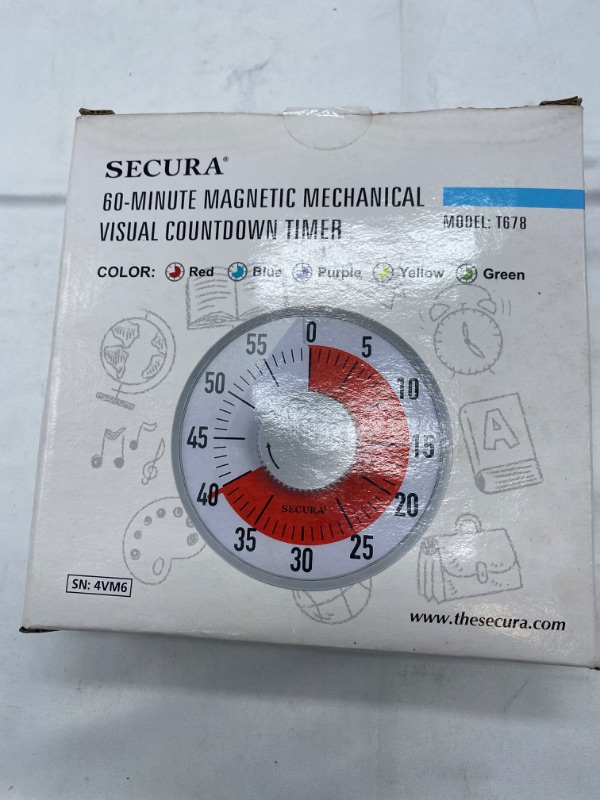 SECURA®
60-MINUTE MAGNETIC MECHANICAL
VISUAL COUNTDOWN TIMER
MODEL: T678
COLOR: Red Blue Purple Yellow Green
0
5
10
15
20
25
30
35
40
45
50
55
SECURA®
A
SN: 4VM6
www.thesecura.com